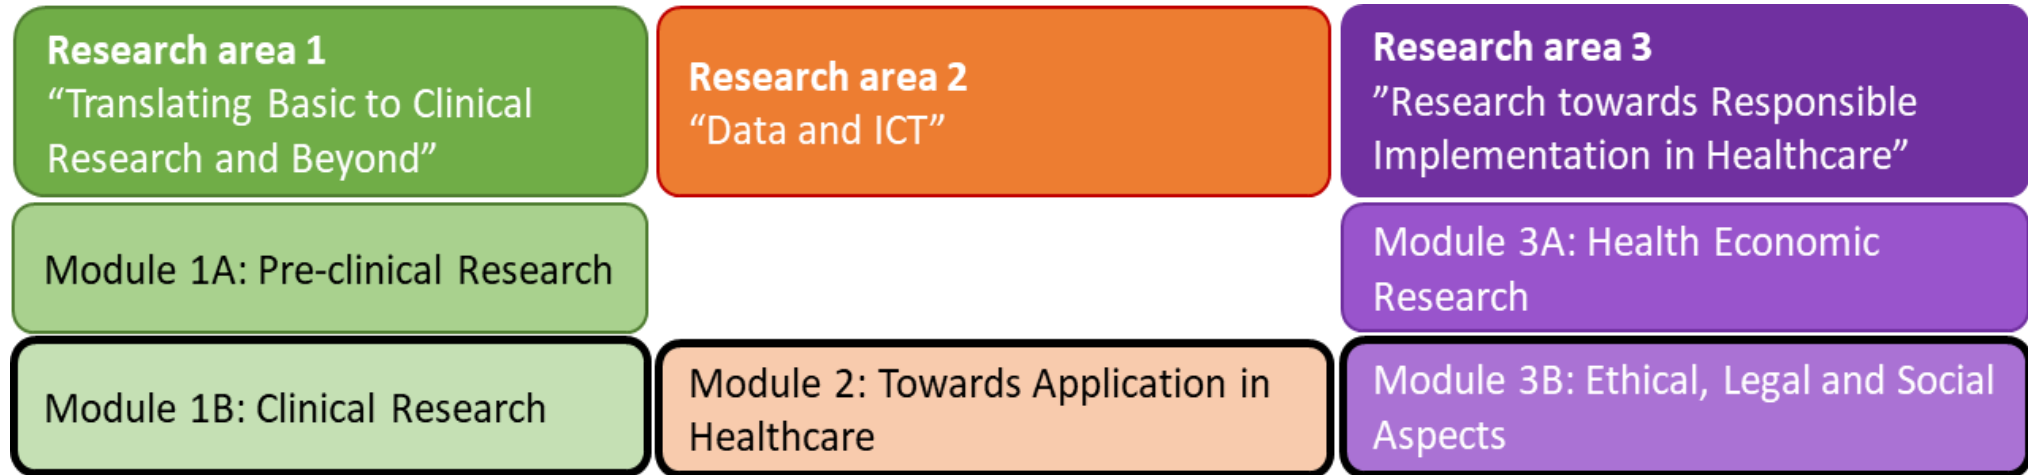 Research area 1
“Translating Basic to Clinical
Research and Beyond”
Module 1A: Pre-clinical Research
Module 1B: Clinical Research
Research area 2
“Data and ICT”
Module 2: Towards Application in
Healthcare
Research area 3
”Research towards Responsible
Implementation in Healthcare”
Module 3A: Health Economic
Research
Module 3B: Ethical, Legal and Social
Aspects